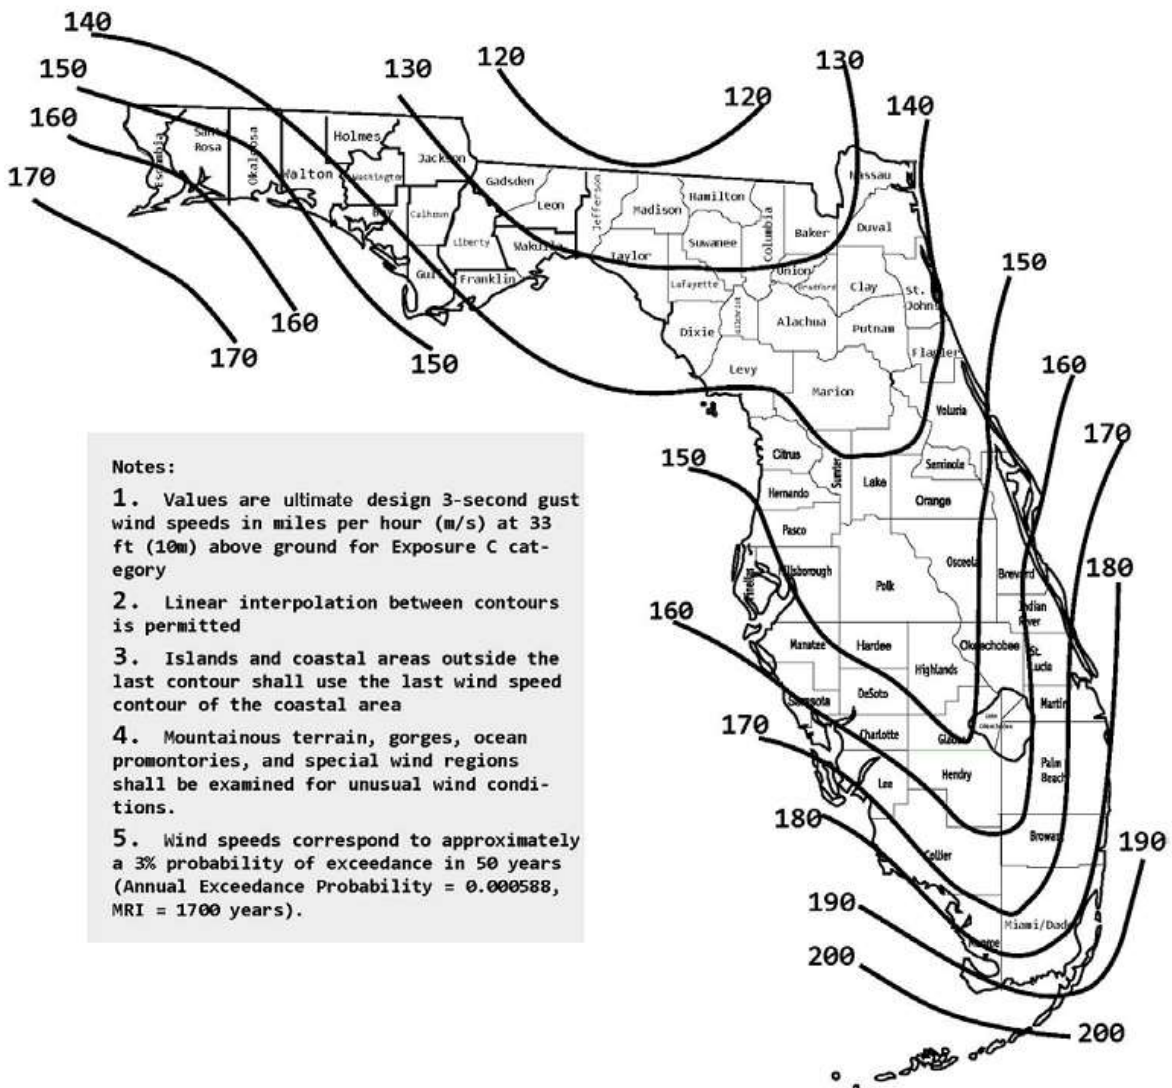 140
120
130
130
150
120
140
160
170
Holmes
Santa
Rosa
Escambia
Okaloosa
Walton
Jackson
Washington
Gadsden
Nassau
Leon
Jefferson
Madison
Hamilton
Bay
Calhoun
Columbia
Baker
Duval
Liberty
Wakulla
Suwanee
Taylor
150
Gulf
Franklin
Lafayette
Union
Bradford
Clay
St.
Johns
160
170
150
Dixie
Gilchrist
Alachua
Putnam
Flagler
Levy
160
Marion
Volusia
170
150
Citrus
Sumter
Lake
Seminole
Hernando
Orange
Pasco
Pinellas
Hillsborough
Polk
Osceola
Brevard
180
Indian
River
160
Manatee
Hardee
Highlands
Okeechobee
St.
Lucie
Sarasota
DeSoto
Martin
170
Charlotte
Glades
Lake
Okeechobee
Hendry
Palm
Beach
Lee
180
Collier
Broward
190
190
Miami/Dade
Monroe
200
200
Notes:
1. Values are ultimate design 3-second gust
wind speeds in miles per hour (m/s) at 33
ft (10m) above ground for Exposure C cat-
egory
2. Linear interpolation between contours
is permitted
3. Islands and coastal areas outside the
last contour shall use the last wind speed
contour of the coastal area
4. Mountainous terrain, gorges, ocean
promontories, and special wind regions
shall be examined for unusual wind condi-
tions.
5. Wind speeds correspond to approximately
a 3% probability of exceedance in 50 years
(Annual Exceedance Probability = 0.000588,
MRI = 1700 years).